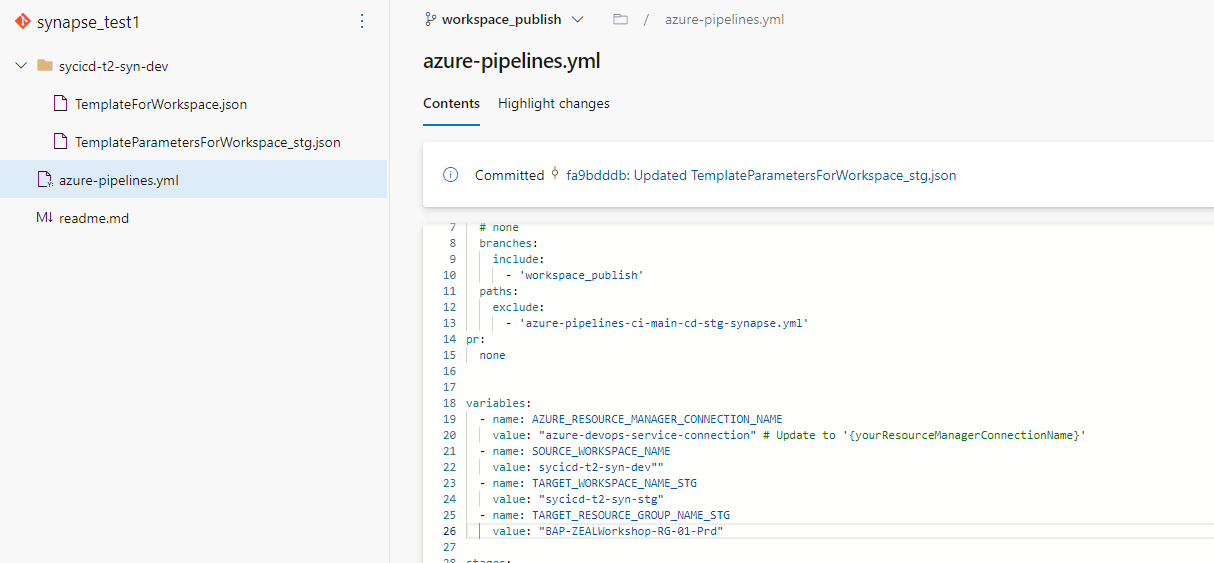 synapse_test1
sycicd-t2-syn-dev
TemplateForWorkspace.json
TemplateParametersForWorkspace_stg.json
azure-pipelines.yml
M↓ readme.md
workspace_publish / azure-pipelines.yml
azure-pipelines.yml
Contents Highlight changes
Committed fa9bdddb: Updated TemplateParametersForWorkspace_stg.json
7 # none
8 branches:
9 include:
10 - 'workspace_publish'
11 paths:
12 exclude:
13 - 'azure-pipelines-ci-main-cd-stg-synapse.yml'
14 pr:
15 none
16
17
18 variables:
19 - name: AZURE_RESOURCE_MANAGER_CONNECTION_NAME
20 value: "azure-devops-service-connection" # Update to '{yourResourceManagerConnectionName}'
21 - name: SOURCE_WORKSPACE_NAME
22 value: sycicd-t2-syn-dev""
23 - name: TARGET_WORKSPACE_NAME_STG
24 value: "sycicd-t2-syn-stg"
25 - name: TARGET_RESOURCE_GROUP_NAME_STG
26 value: "BAP-ZEALWorkshop-RG-01-Prd"
27
28 stages: